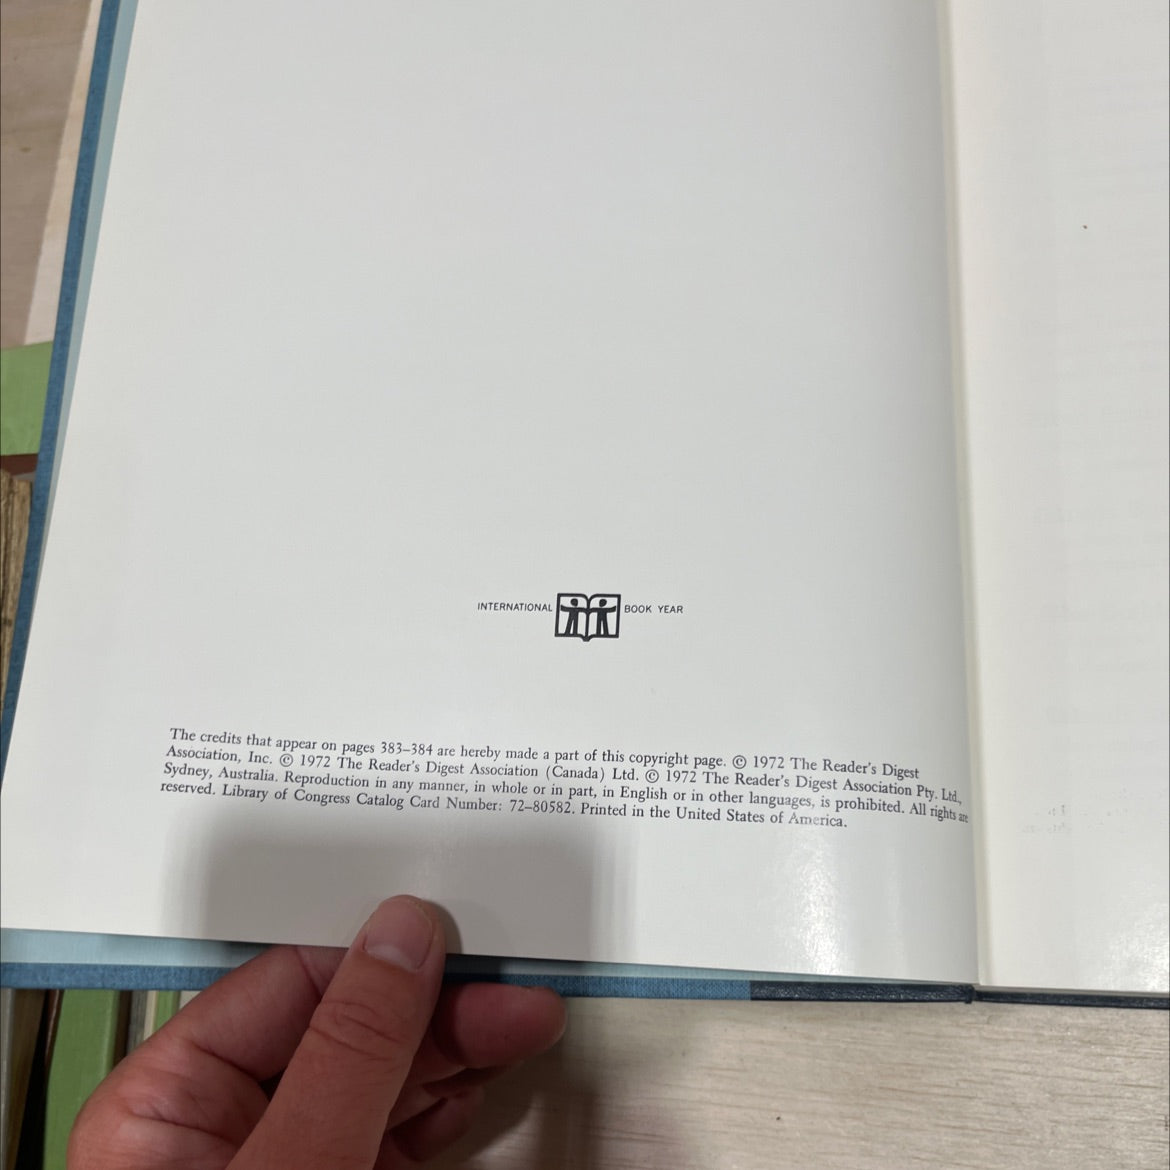 INTERNATIONAL BOOK YEAR
The credits that appear on pages 383–384 are hereby made a part of this copyright page. © 1972 The Reader's Digest
Association, Inc. © 1972 The Reader's Digest Association (Canada) Ltd. © 1972 The Reader's Digest Association Pty. Ltd.,
Sydney, Australia. Reproduction in any manner, in whole or in part, in English or in other languages, is prohibited. All rights are
reserved. Library of Congress Catalog Card Number: 72–80582. Printed in the United States of America.